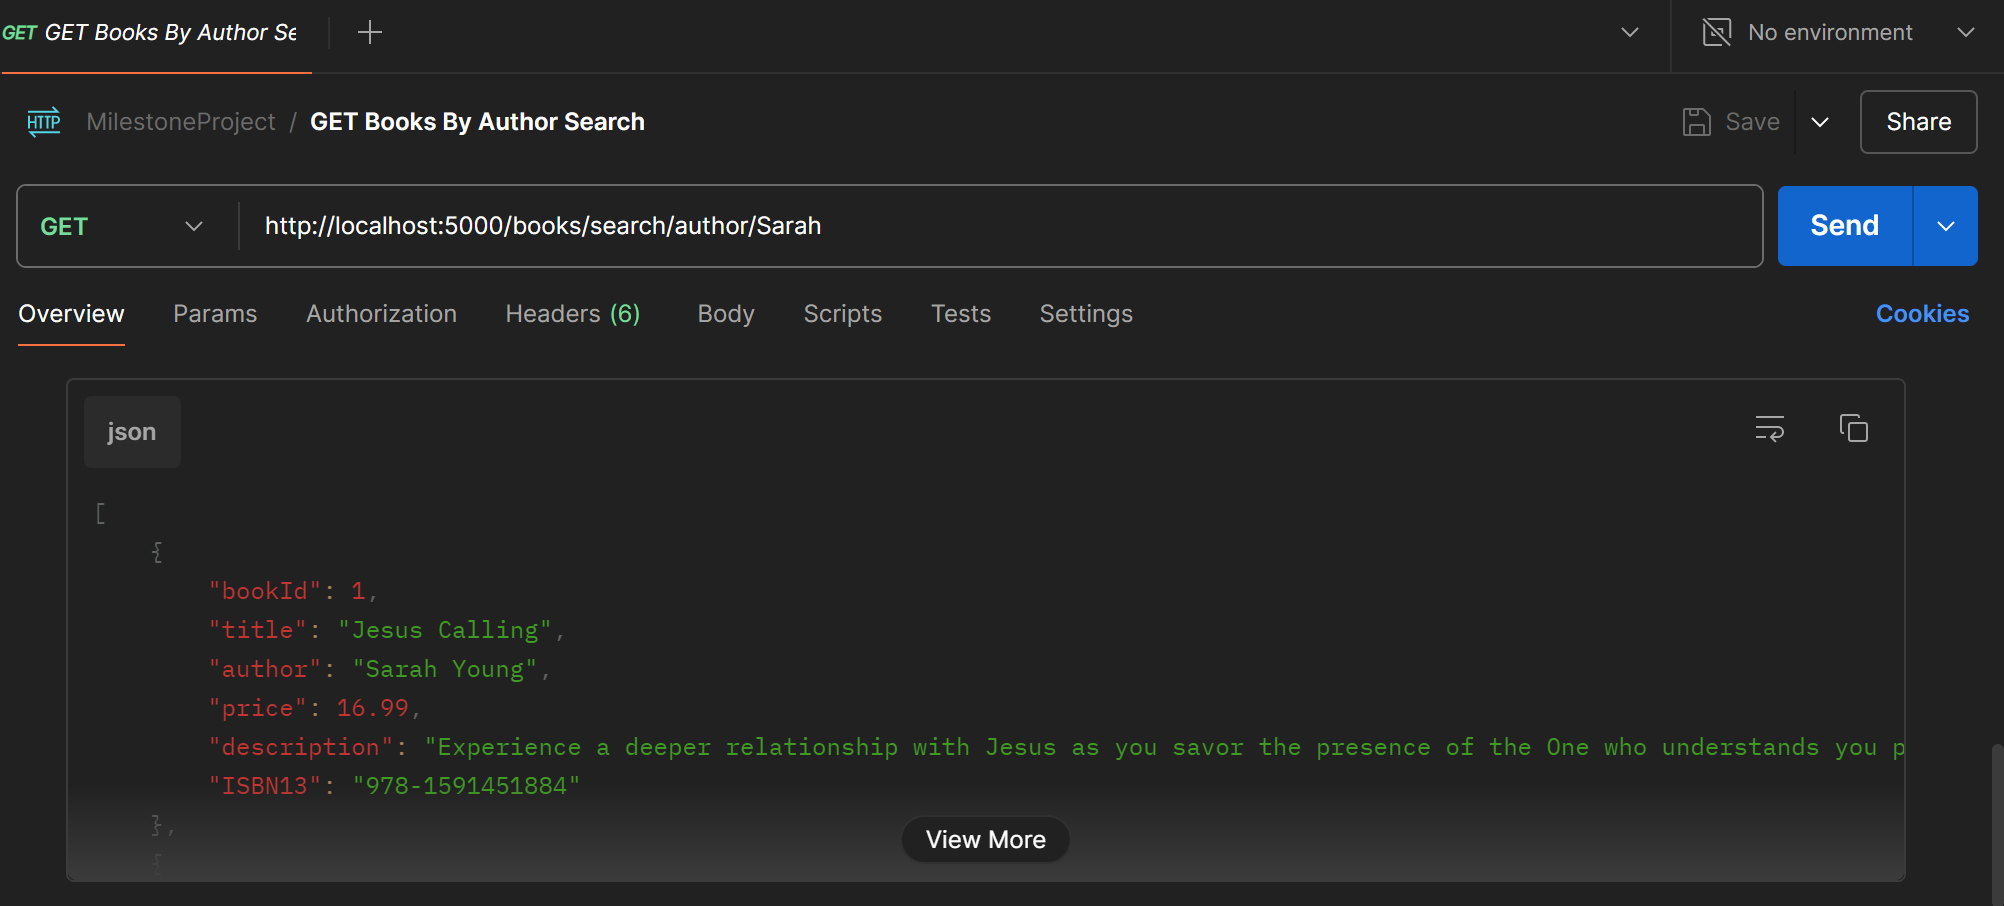 GET GET Books By Author Se
No environment
HTTP MilestoneProject / GET Books By Author Search
Save
Share
GET http://localhost:5000/books/search/author/Sarah
Send
Overview Params Authorization Headers (6) Body Scripts Tests Settings Cookies
json
[
{
"bookId": 1,
"title": "Jesus Calling",
"author": "Sarah Young",
"price": 16.99,
"description": "Experience a deeper relationship with Jesus as you savor the presence of the One who understands you p
"ISBN13": "978-1591451884"
},
{
View More